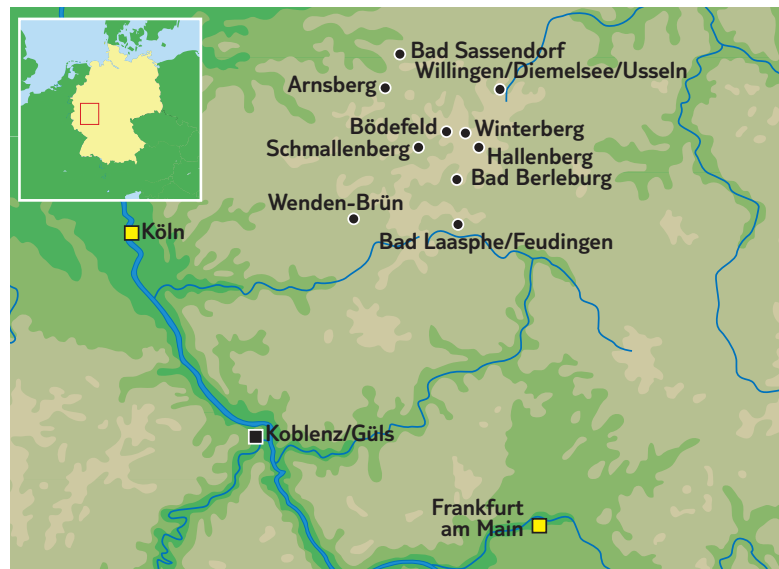 Bad Sassendorf
Willingen/Diemelsee/Usseln
Arnsberg
Bödefeld
Winterberg
Schmallenberg
Hallenberg
Bad Berleburg
Wenden-Brün
Köln
Bad Laasphe/Feudingen
Koblenz/Güls
Frankfurt
am Main